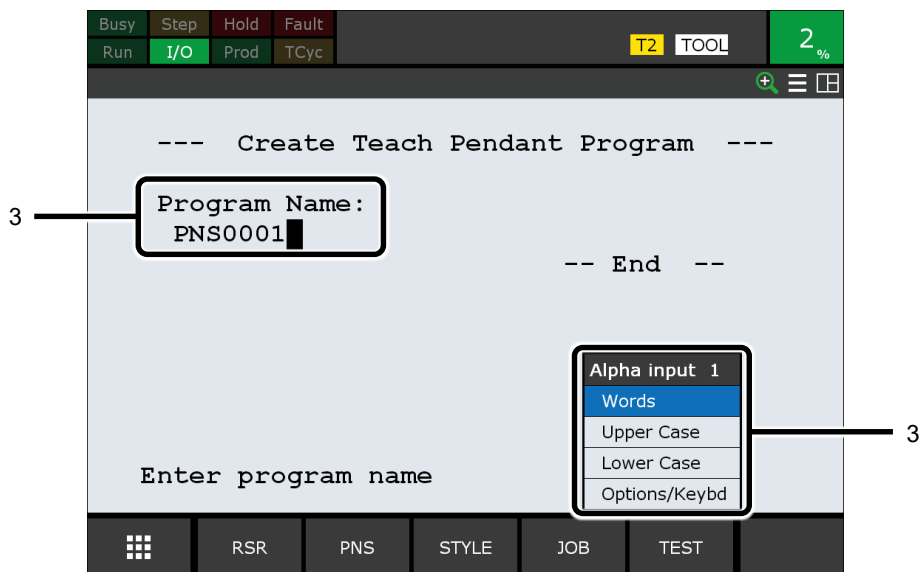 Busy Step Hold Fault
Run I/O Prod TCyc
T2 TOOL
2%
--- Create Teach Pendant Program ---
Program Name:
PNS0001
3
-- End --
Alpha input 1
Words
Upper Case
3
Lower Case
Enter program name
Options/Keybd
RSR PNS STYLE JOB TEST